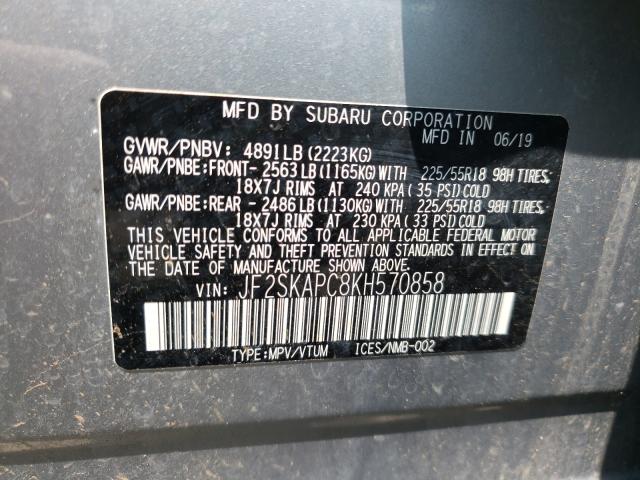 MFD BY SUBARU CORPORATION
MFD IN 06/19
GVWR/PNBV: 4891LB (2223KG)
GAWR/PNBE:FRONT- 2563LB(1165KG)WITH 225/55R18 98H TIRES,
18X7J RIMS AT 240 KPA(35 PSI)COLD
GAWR/PNBE:REAR - 2486LB(1130KG)WITH 225/55R18 98H TIRES,
18X7J RIMS AT 230 KPA(33 PSI)COLD
THIS VEHICLE CONFORMS TO ALL APPLICABLE FEDERAL MOTOR
VEHICLE SAFETY AND THEFT PREVENTION STANDARDS IN EFFECT ON
THE DATE OF MANUFACTURE SHOWN ABOVE.
VIN: JF2SKAPC8KH570858
TYPE:MPV/VTUM ICES/NMB-002